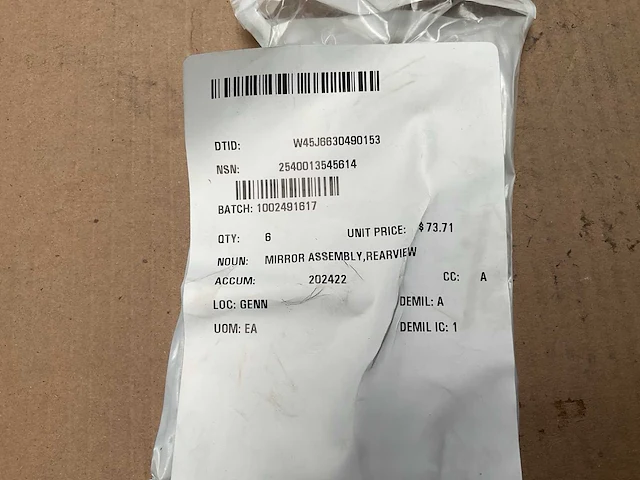 DTID: W45J6630490153
NSN: 2540013545614
BATCH: 1002491617
QTY: 6 UNIT PRICE: $ 73.71
NOUN: MIRROR ASSEMBLY,REARVIEW
ACCUM: 202422 CC: A
LOC: GENN DEMIL: A
UOM: EA DEMIL IC: 1